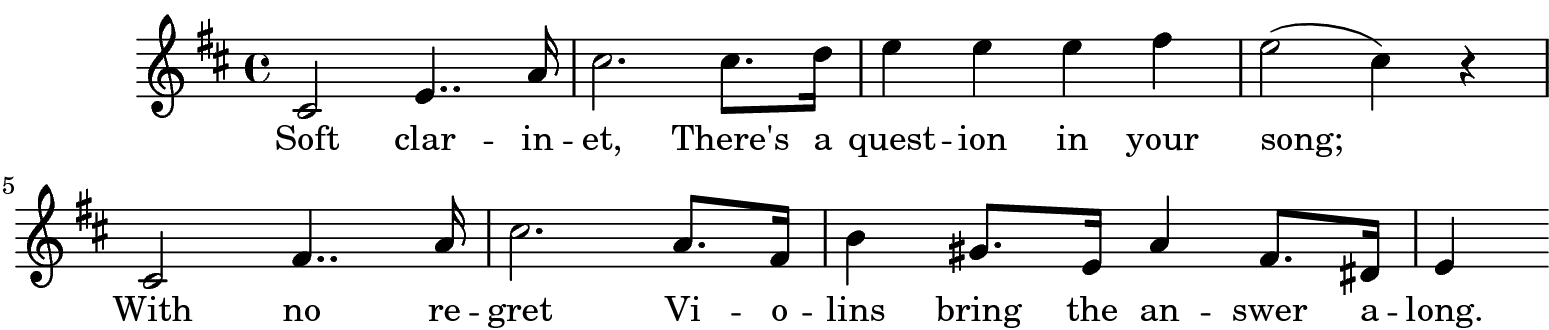 Soft clar - in - et, There's a quest - ion in your song;
5
With no re - gret Vi - o - lins bring the an - swer a - long.